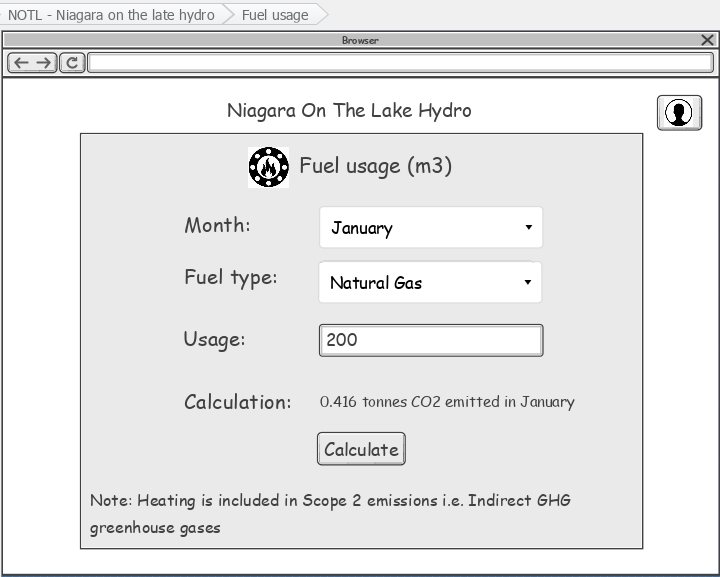 NOTL - Niagara on the late hydro
Fuel usage
Browser
Niagara On The Lake Hydro
Fuel usage (m3)
Month:
January
Fuel type:
Natural Gas
Usage:
200
Calculation:
0.416 tonnes CO2 emitted in January
Calculate
Note: Heating is included in Scope 2 emissions i.e. Indirect GHG
greenhouse gases